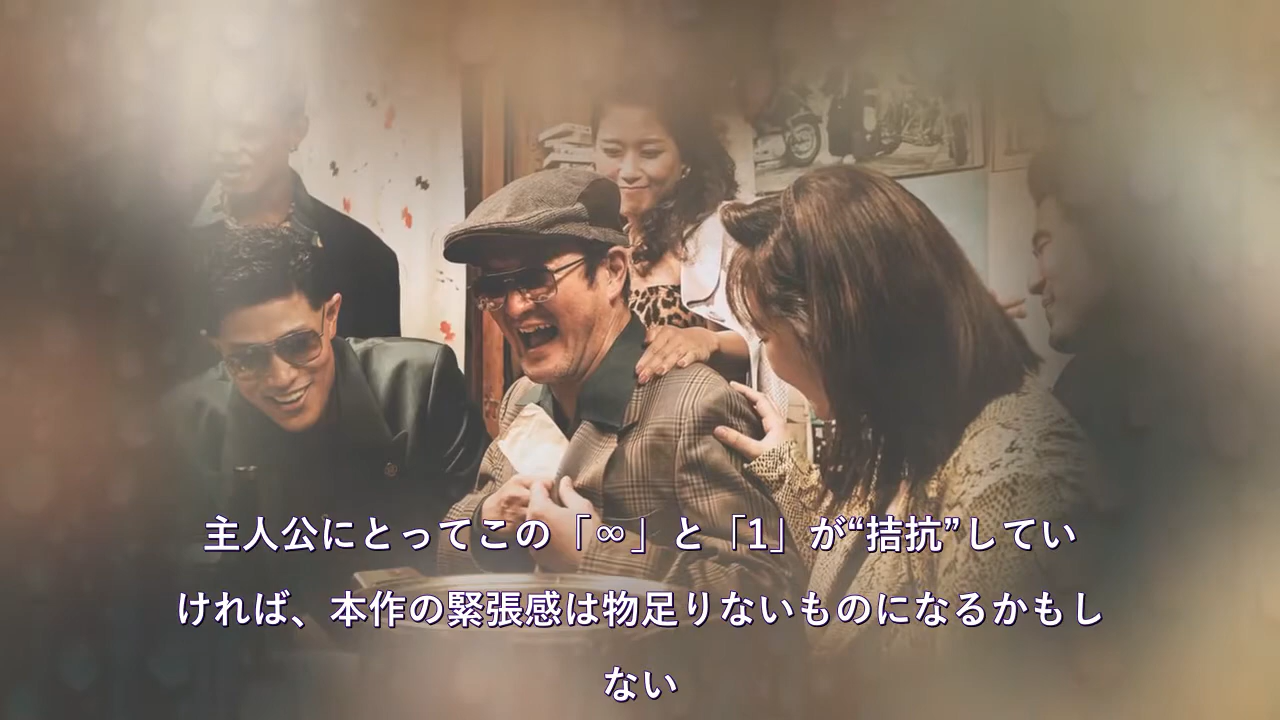 主人公にとってこの「∞」と「1」が“拮抗”してい
ければ、本作の緊張感は物足りないものになるかもし
ない